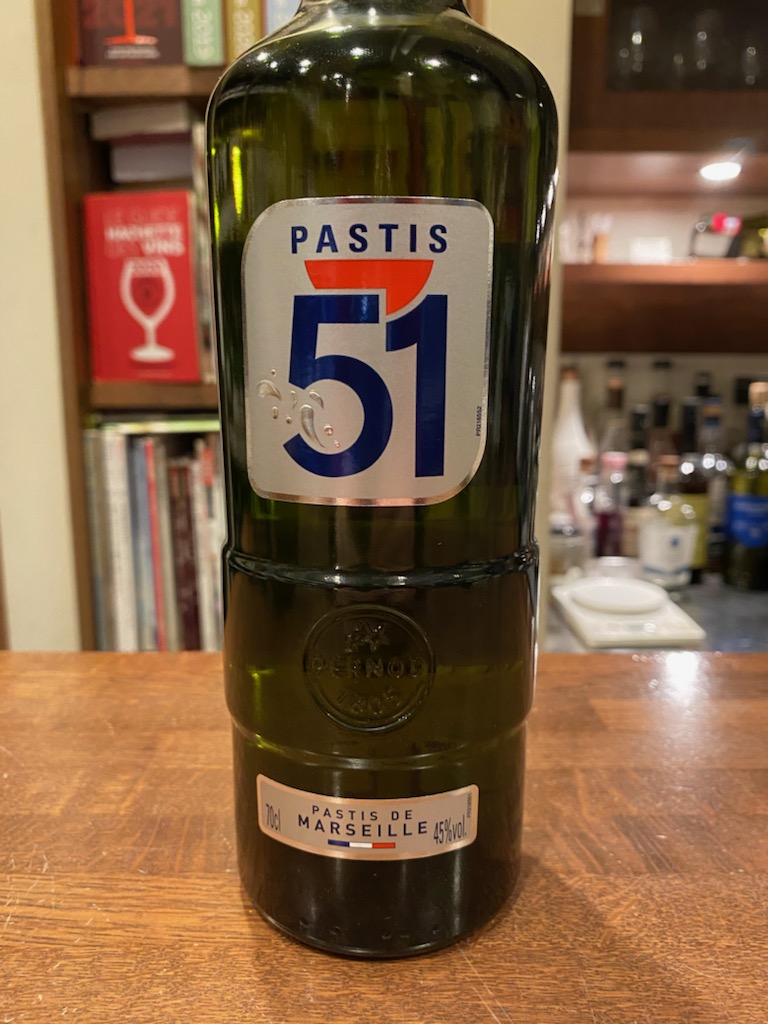 LE GUIDE
HACHETTE
DES VINS
PASTIS
51
PERNOD
1805
70cl
PASTIS DE
MARSEILLE
45%vol.